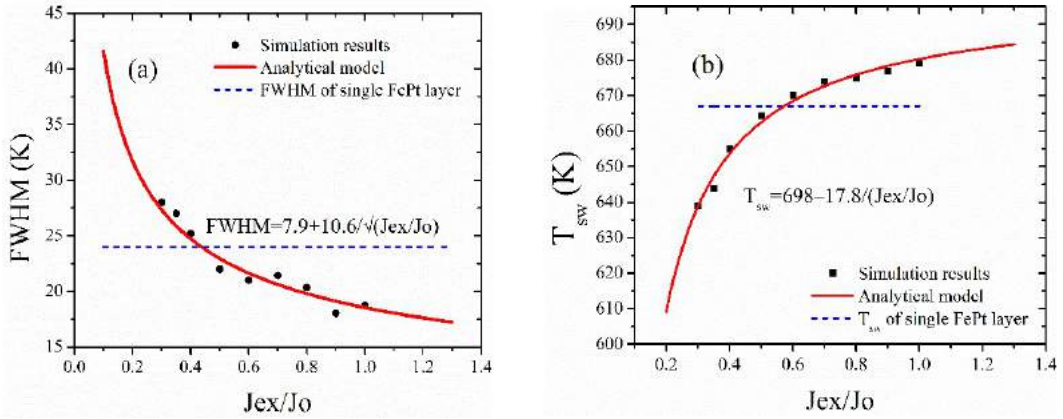 45
40
35
30
25
20
15
FWHM (K)
(a)
Simulation results
Analytical model
FWHM of single FePt layer
FWHM=7.9+10.6/√(Jex/Jo)
0.0 0.2 0.4 0.6 0.8 1.0 1.2 1.4
Jex/Jo
690
680
670
660
650
640
630
620
610
600
Tsw (K)
(b)
Tsw=698−17.8/(Jex/Jo)
Simulation results
Analytical model
Tsw of single FePt layer
0.0 0.2 0.4 0.6 0.8 1.0 1.2 1.4
Jex/Jo